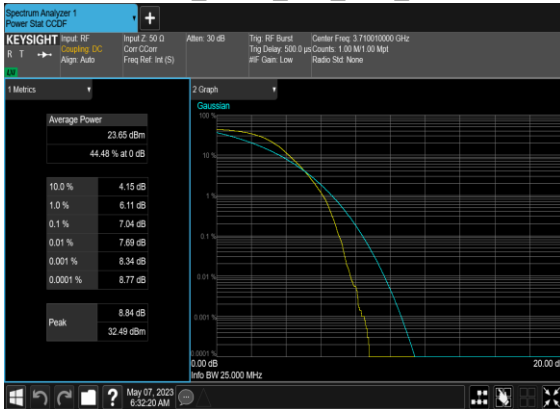 Spectrum Analyzer 1
Power Stat CCDF
KEYSIGHT
R T
Input: RF
Coupling: DC
Align: Auto
Input Z: 50 Ω
Corr CCorr
Freq Ref: Int (S)
Atten: 30 dB
Trig: RF Burst
Trig Delay: 500.0 µs
#IF Gain: Low
Center Freq: 3.710010000 GHz
Counts: 1.00 M/1.00 Mpt
Radio Std: None
1 Metrics
Average Power
23.65 dBm
44.48 % at 0 dB
10.0 % 4.15 dB
1.0 % 6.11 dB
0.1 % 7.04 dB
0.01 % 7.69 dB
0.001 % 8.34 dB
0.0001 % 8.77 dB
Peak
8.84 dB
32.49 dBm
2 Graph
Gaussian
100 %
10 %
1 %
0.1 %
0.01 %
0.001 %
0.0001 %
0.00 dB
20.00 d
Info BW 25.000 MHz
May 07, 2023
6:32:20 AM